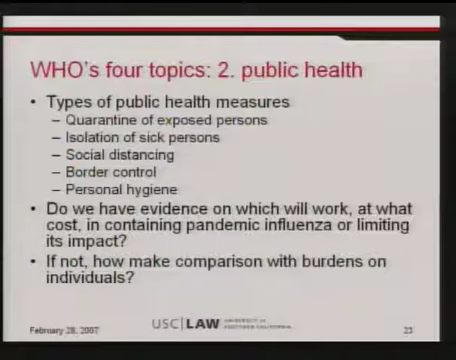 WHO's four topics: 2. public health
• Types of public health measures
– Quarantine of exposed persons
– Isolation of sick persons
– Social distancing
– Border control
– Personal hygiene
• Do we have evidence on which will work, at what
cost, in containing pandemic influenza or limiting
its impact?
• If not, how make comparison with burdens on
individuals?
February 28, 2007
USC|LAW
UNIVERSITY OF
SOUTHERN CALIFORNIA
23